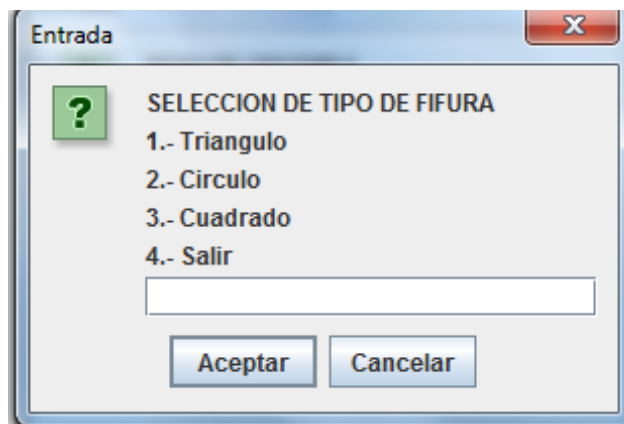 Entrada
SELECCION DE TIPO DE FIFURA
1.- Triangulo
2.- Circulo
3.- Cuadrado
4.- Salir
Aceptar Cancelar